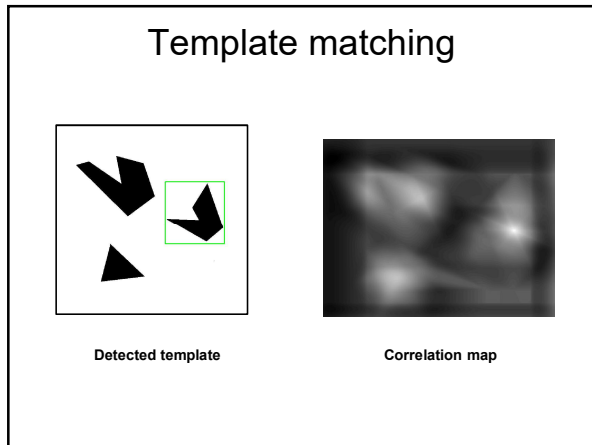 Template matching
Detected template
Correlation map